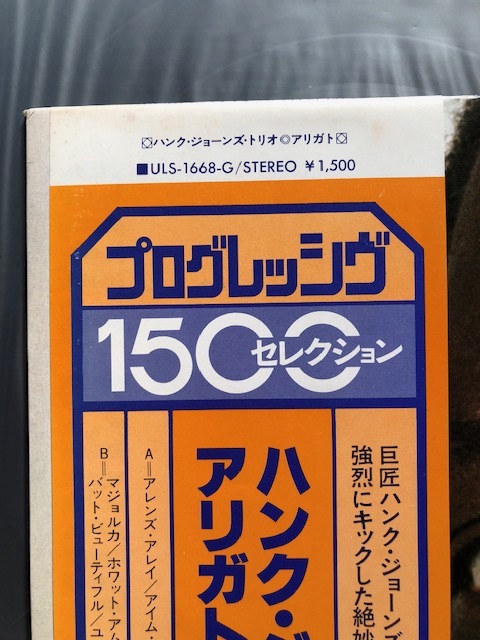 ハンク・ジョーンズ・トリオ◎アリガト
■ULS-1668-G/STEREO ¥1,500
プログレッシヴ
1500
セレクション
巨匠ハンク・ジョーンズ
強烈にキックした絶妙
ハンク・ジ
アリガト
A=アレンズ・アレイ/アイム・
B=マジョルカ/ホワット・アム
バット・ビューティフル/ユ